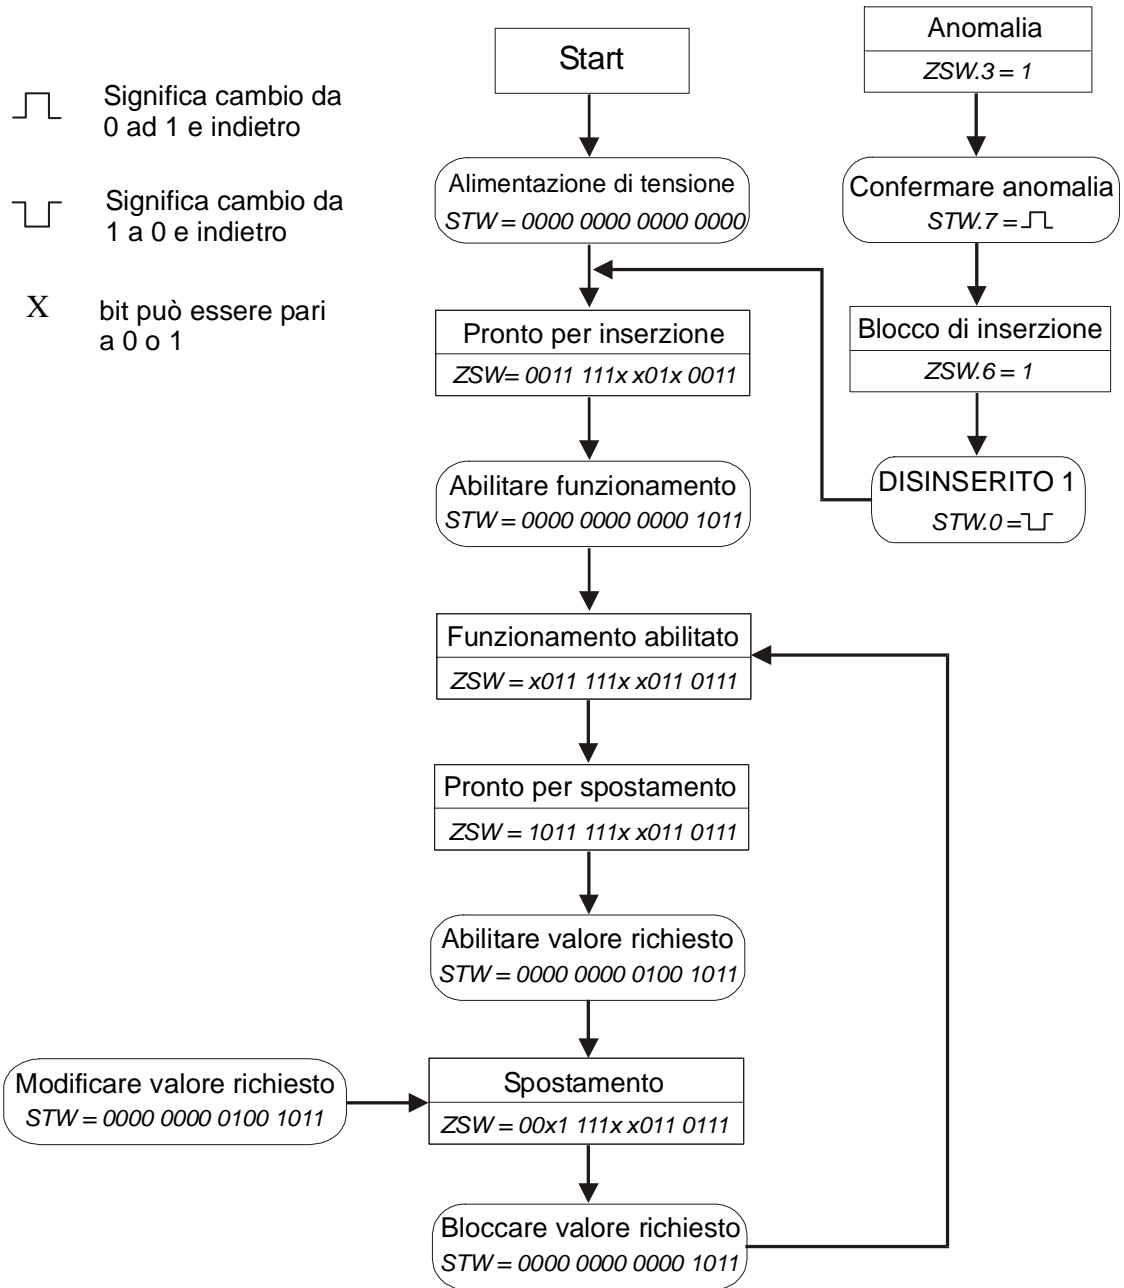 Significa cambio da
0 ad 1 e indietro
Significa cambio da
1 a 0 e indietro
X bit può essere pari
a 0 o 1
Start
Alimentazione di tensione
STW = 0000 0000 0000 0000
Pronto per inserzione
ZSW= 0011 111x x01x 0011
Abilitare funzionamento
STW = 0000 0000 0000 1011
Funzionamento abilitato
ZSW = x011 111x x011 0111
Pronto per spostamento
ZSW = 1011 111x x011 0111
Abilitare valore richiesto
STW = 0000 0000 0100 1011
Modificare valore richiesto
STW = 0000 0000 0100 1011
Spostamento
ZSW = 00x1 111x x011 0111
Bloccare valore richiesto
STW = 0000 0000 0000 1011
Anomalia
ZSW.3 = 1
Confermare anomalia
STW.7 =
Blocco di inserzione
ZSW.6 = 1
DISINSERITO 1
STW.0 =